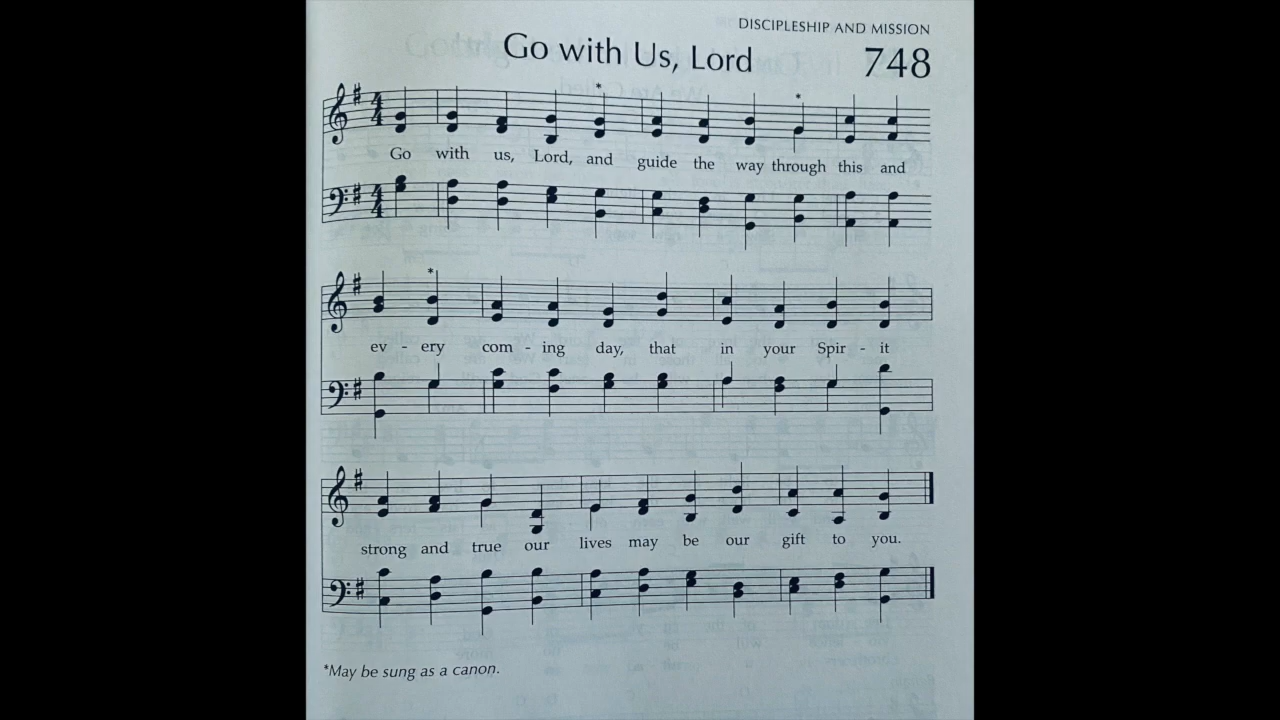 DISCIPLESHIP AND MISSION
Go with Us, Lord 748
Go with us, Lord, and guide the way through this and
ev - ery com - ing day, that in your Spir - it
strong and true our lives may be our gift to you.
*May be sung as a canon.